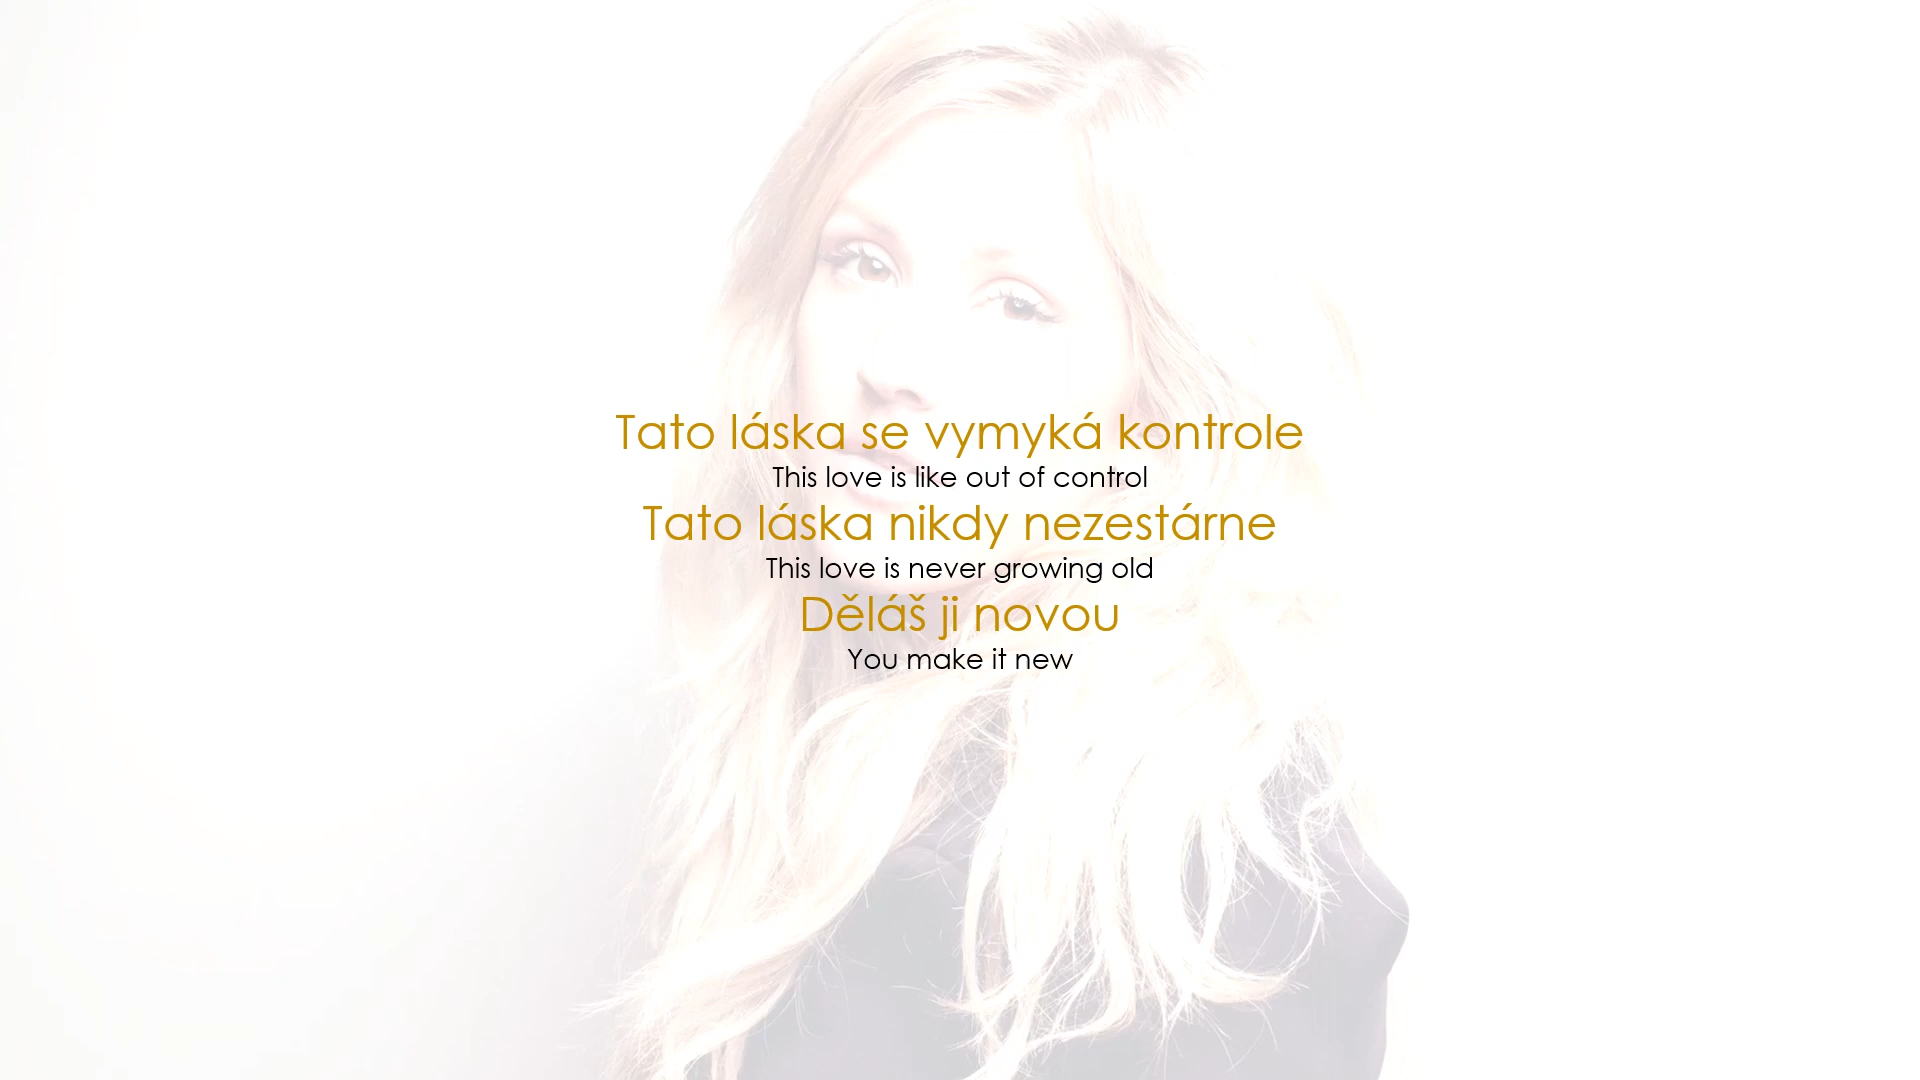 Tato láska se vymyká kontrole
This love is like out of control
Tato láska nikdy nezestárne
This love is never growing old
Děláš ji novou
You make it new